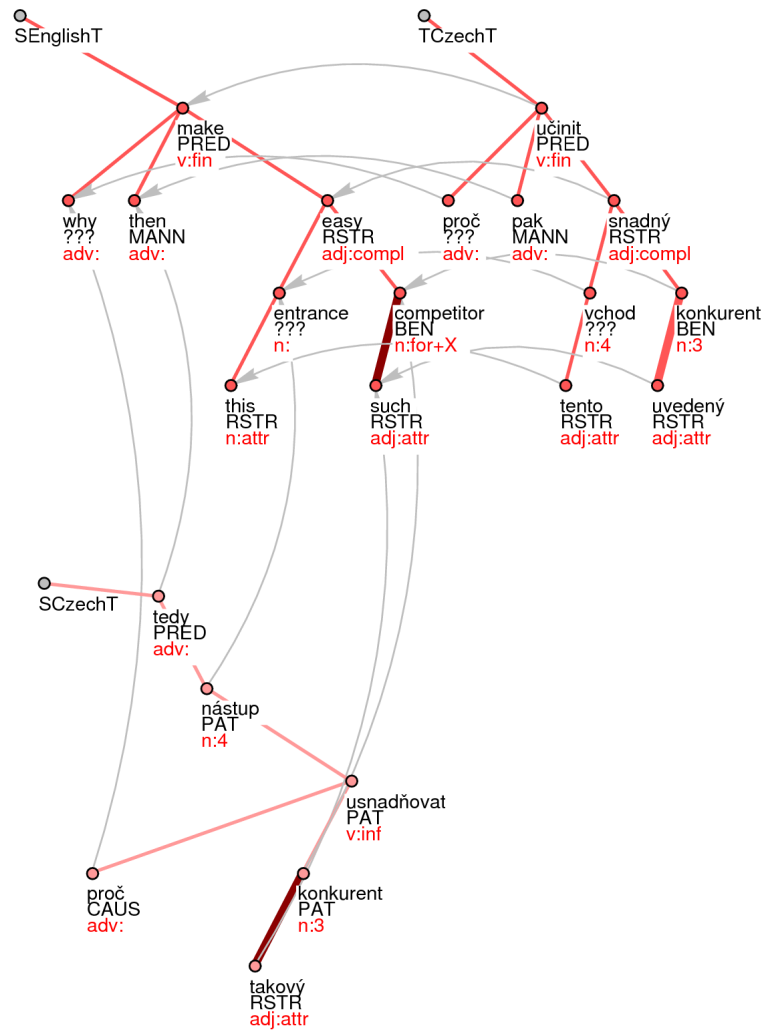 SEnglishT
TCzechT
make
PRED
v:fin
učinit
PRED
v:fin
why
???
adv:
then
MANN
adv:
easy
RSTR
adj:compl
proč
???
adv:
pak
MANN
adv:
snadný
RSTR
adj:compl
entrance
???
n:
competitor
BEN
n:for+X
vchod
???
n:4
konkurent
BEN
n:3
this
RSTR
n:attr
such
RSTR
adj:attr
tento
RSTR
adj:attr
uvedený
RSTR
adj:attr
SCzechT
tedy
PRED
adv:
nástup
PAT
n:4
usnadňovat
PAT
v:inf
proč
CAUS
adv:
konkurent
PAT
n:3
takový
RSTR
adj:attr